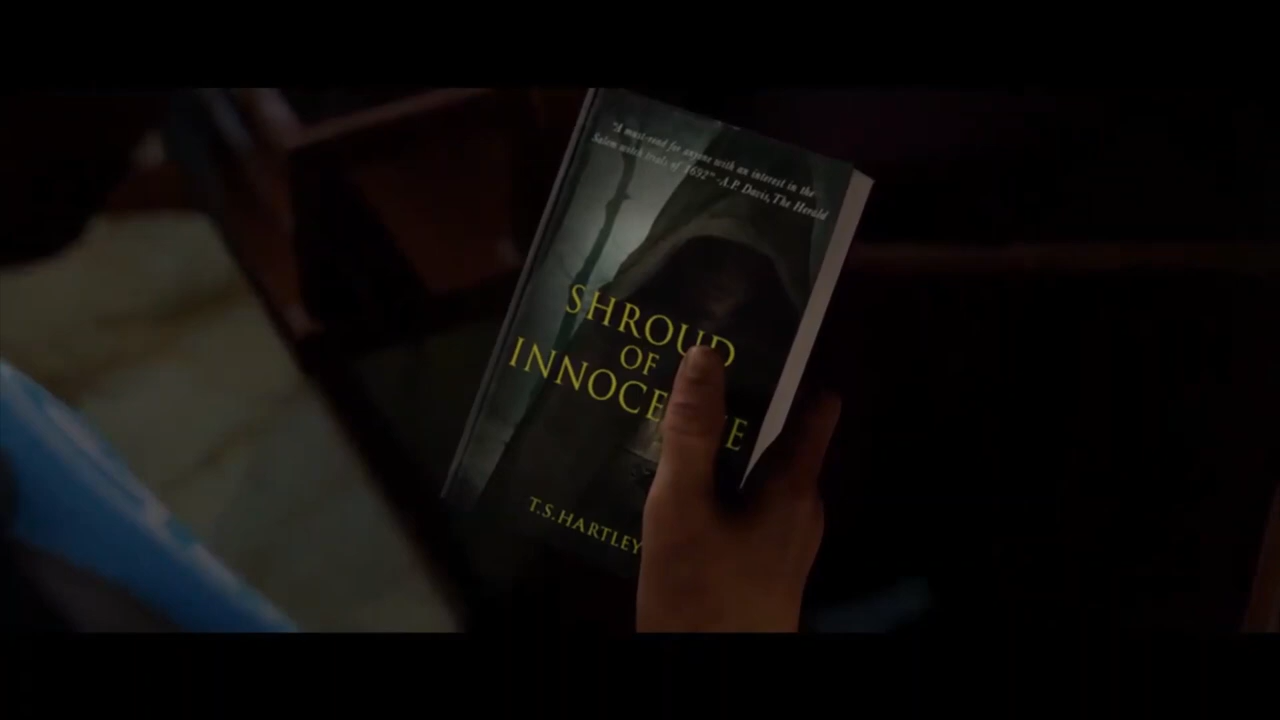 "A must-read for anyone with an interest in the
Salem witch trials of 1692" -A.P. Davis, The Herald
SHROUD
OF
INNOCE E
T.S.HARTLEY